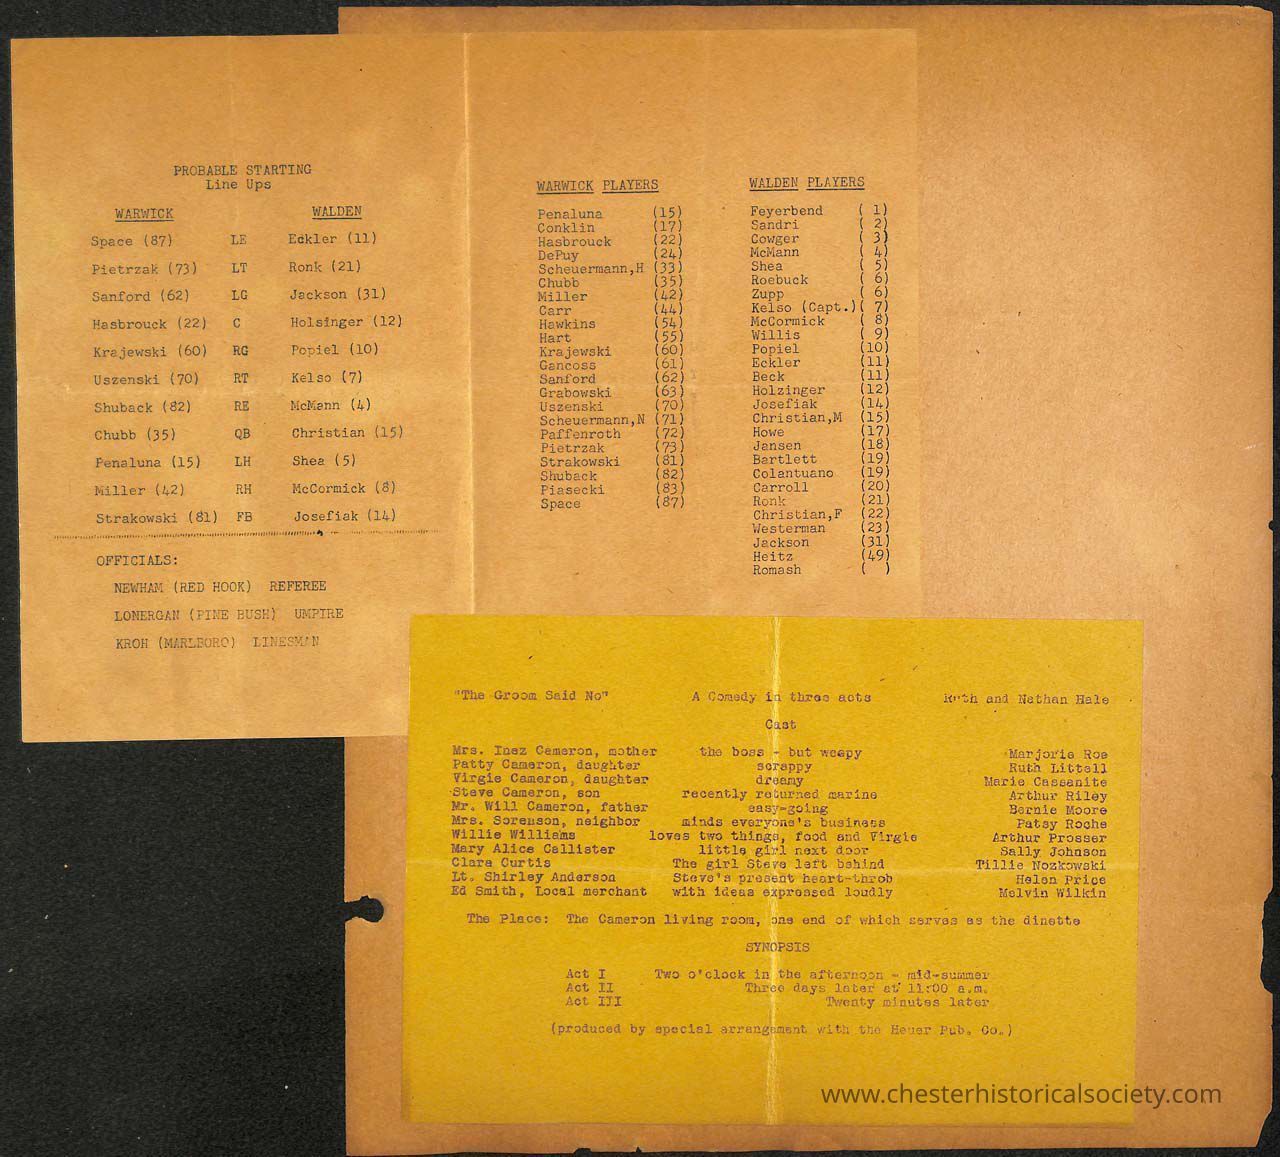 PROBABLE STARTING
Line Ups
WARWICK WALDEN
Space (87) LE Eckler (11)
Pietrzak (73) LT Ronk (21)
Sanford (62) LG Jackson (31)
Hasbrouck (22) C Holsinger (12)
Krajewski (60) RG Popiel (10)
Uszenski (70) RT Kelso (7)
Shuback (82) RE McMann (4)
Chubb (35) QB Christian (15)
Penaluna (15) LH Shea (5)
Miller (42) RH McCormick (8)
Strakowski (81) FB Josefiak (14)
OFFICIALS:
NEWHAM (RED HOOK) REFEREE
LONERGAN (PINE BUSH) UMPIRE
KROH (MARLBORO) LINESMAN
WARWICK PLAYERS
Penaluna (15)
Conklin (17)
Hasbrouck (22)
DePuy (24)
Scheuermann,H (33)
Chubb (35)
Miller (42)
Carr (44)
Hawkins (54)
Hart (55)
Krajewski (60)
Gancoss (61)
Sanford (62)
Grabowski (63)
Uszenski (70)
Scheuermann,N (71)
Paffenroth (72)
Pietrzak (73)
Strakowski (81)
Shuback (82)
Piasecki (83)
Space (87)
WALDEN PLAYERS
Feyerbend ( 1)
Sandri ( 2)
Cowger ( 3)
McMann ( 4)
Shea ( 5)
Roebuck ( 6)
Zupp ( 6)
Kelso (Capt.)( 7)
McCormick ( 8)
Willis ( 9)
Popiel (10)
Eckler (11)
Beck (11)
Holzinger (12)
Josefiak (14)
Christian,M (15)
Howe (17)
Jansen (18)
Bartlett (19)
Colantuano (19)
Carroll (20)
Ronk (21)
Christian,F (22)
Westerman (23)
Jackson (31)
Heitz (49)
Romash ( )
"The Groom Said No" A Comedy in three acts Ruth and Nathan Hale
Cast
Mrs. Inez Cameron, mother the boss - but weepy Marjorie Roe
Patty Cameron, daughter scrappy Ruth Littell
Virgie Cameron, daughter dreamy Marie Cassanite
Steve Cameron, son recently returned marine Arthur Riley
Mr. Will Cameron, father easy-going Bernie Moore
Mrs. Sorenson, neighbor minds everyone's business Patsy Roche
Willie Williams loves two things, food and Virgie Arthur Prosser
Mary Alice Callister little girl next door Sally Johnson
Clara Curtis The girl Steve left behind Tillie Nozkowski
Lt. Shirley Anderson Steve's present heart-throb Helen Price
Ed Smith, Local merchant with ideas expressed loudly Melvin Wilkin
The Place: The Cameron living room, one end of which serves as the dinette
SYNOPSIS
Act I Two o'clock in the afternoon - mid-summer
Act II Three days later at 11:00 a.m.
Act III Twenty minutes later
(produced by special arrangement with the Heuer Pub. Co.)
www.chesterhistoricalsociety.com